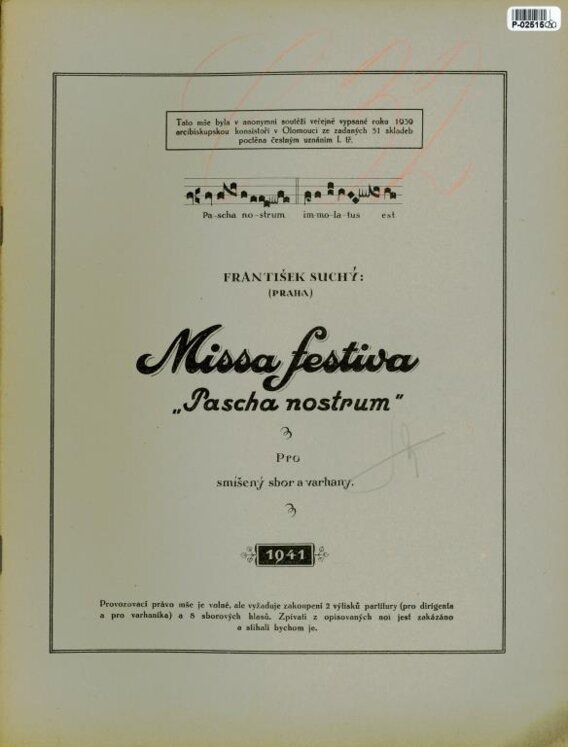 P-02515
Tato mše byla v anonymní soutěži veřejně vypsané roku 1939
arcibiskupskou konsistoří v Olomouci ze zadaných 51 skladeb
poctěna čestným uznáním I. tř.
Pa-scha no-strum im-mo-la-tus est
FRANTIŠEK SUCHÝ:
(PRAHA)
Missa festiva
„Pascha nostrum"
Pro
smíšený sbor a varhany.
1941
Provozovací právo mše je volné, ale vyžaduje zakoupení 2 výtisků partitury (pro dirigenta
a pro varhaníka) a 8 sborových hlasů. Zpívati z opisovaných not jest zakázáno
a stíhali bychom je.